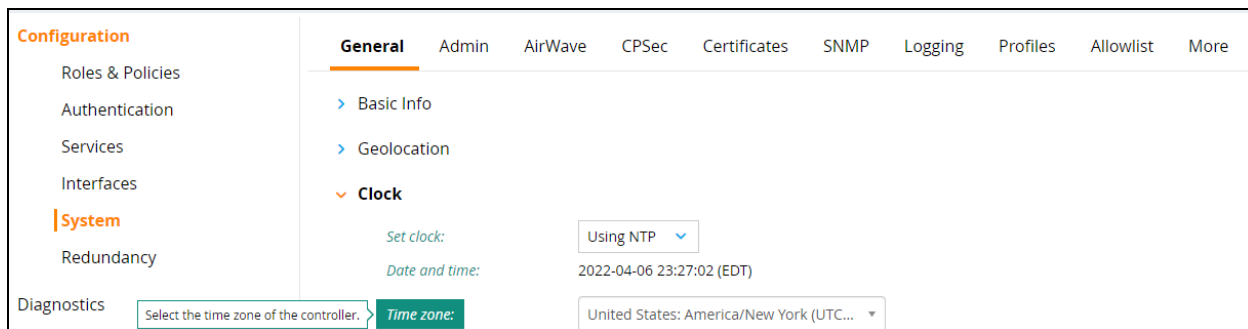 Configuration
Roles & Policies
Authentication
Services
Interfaces
System
Redundancy
Diagnostics
General Admin AirWave CPSec Certificates SNMP Logging Profiles Allowlist More
Basic Info
Geolocation
Clock
Set clock: Using NTP
Date and time: 2022-04-06 23:27:02 (EDT)
Select the time zone of the controller. Time zone: United States: America/New York (UTC...